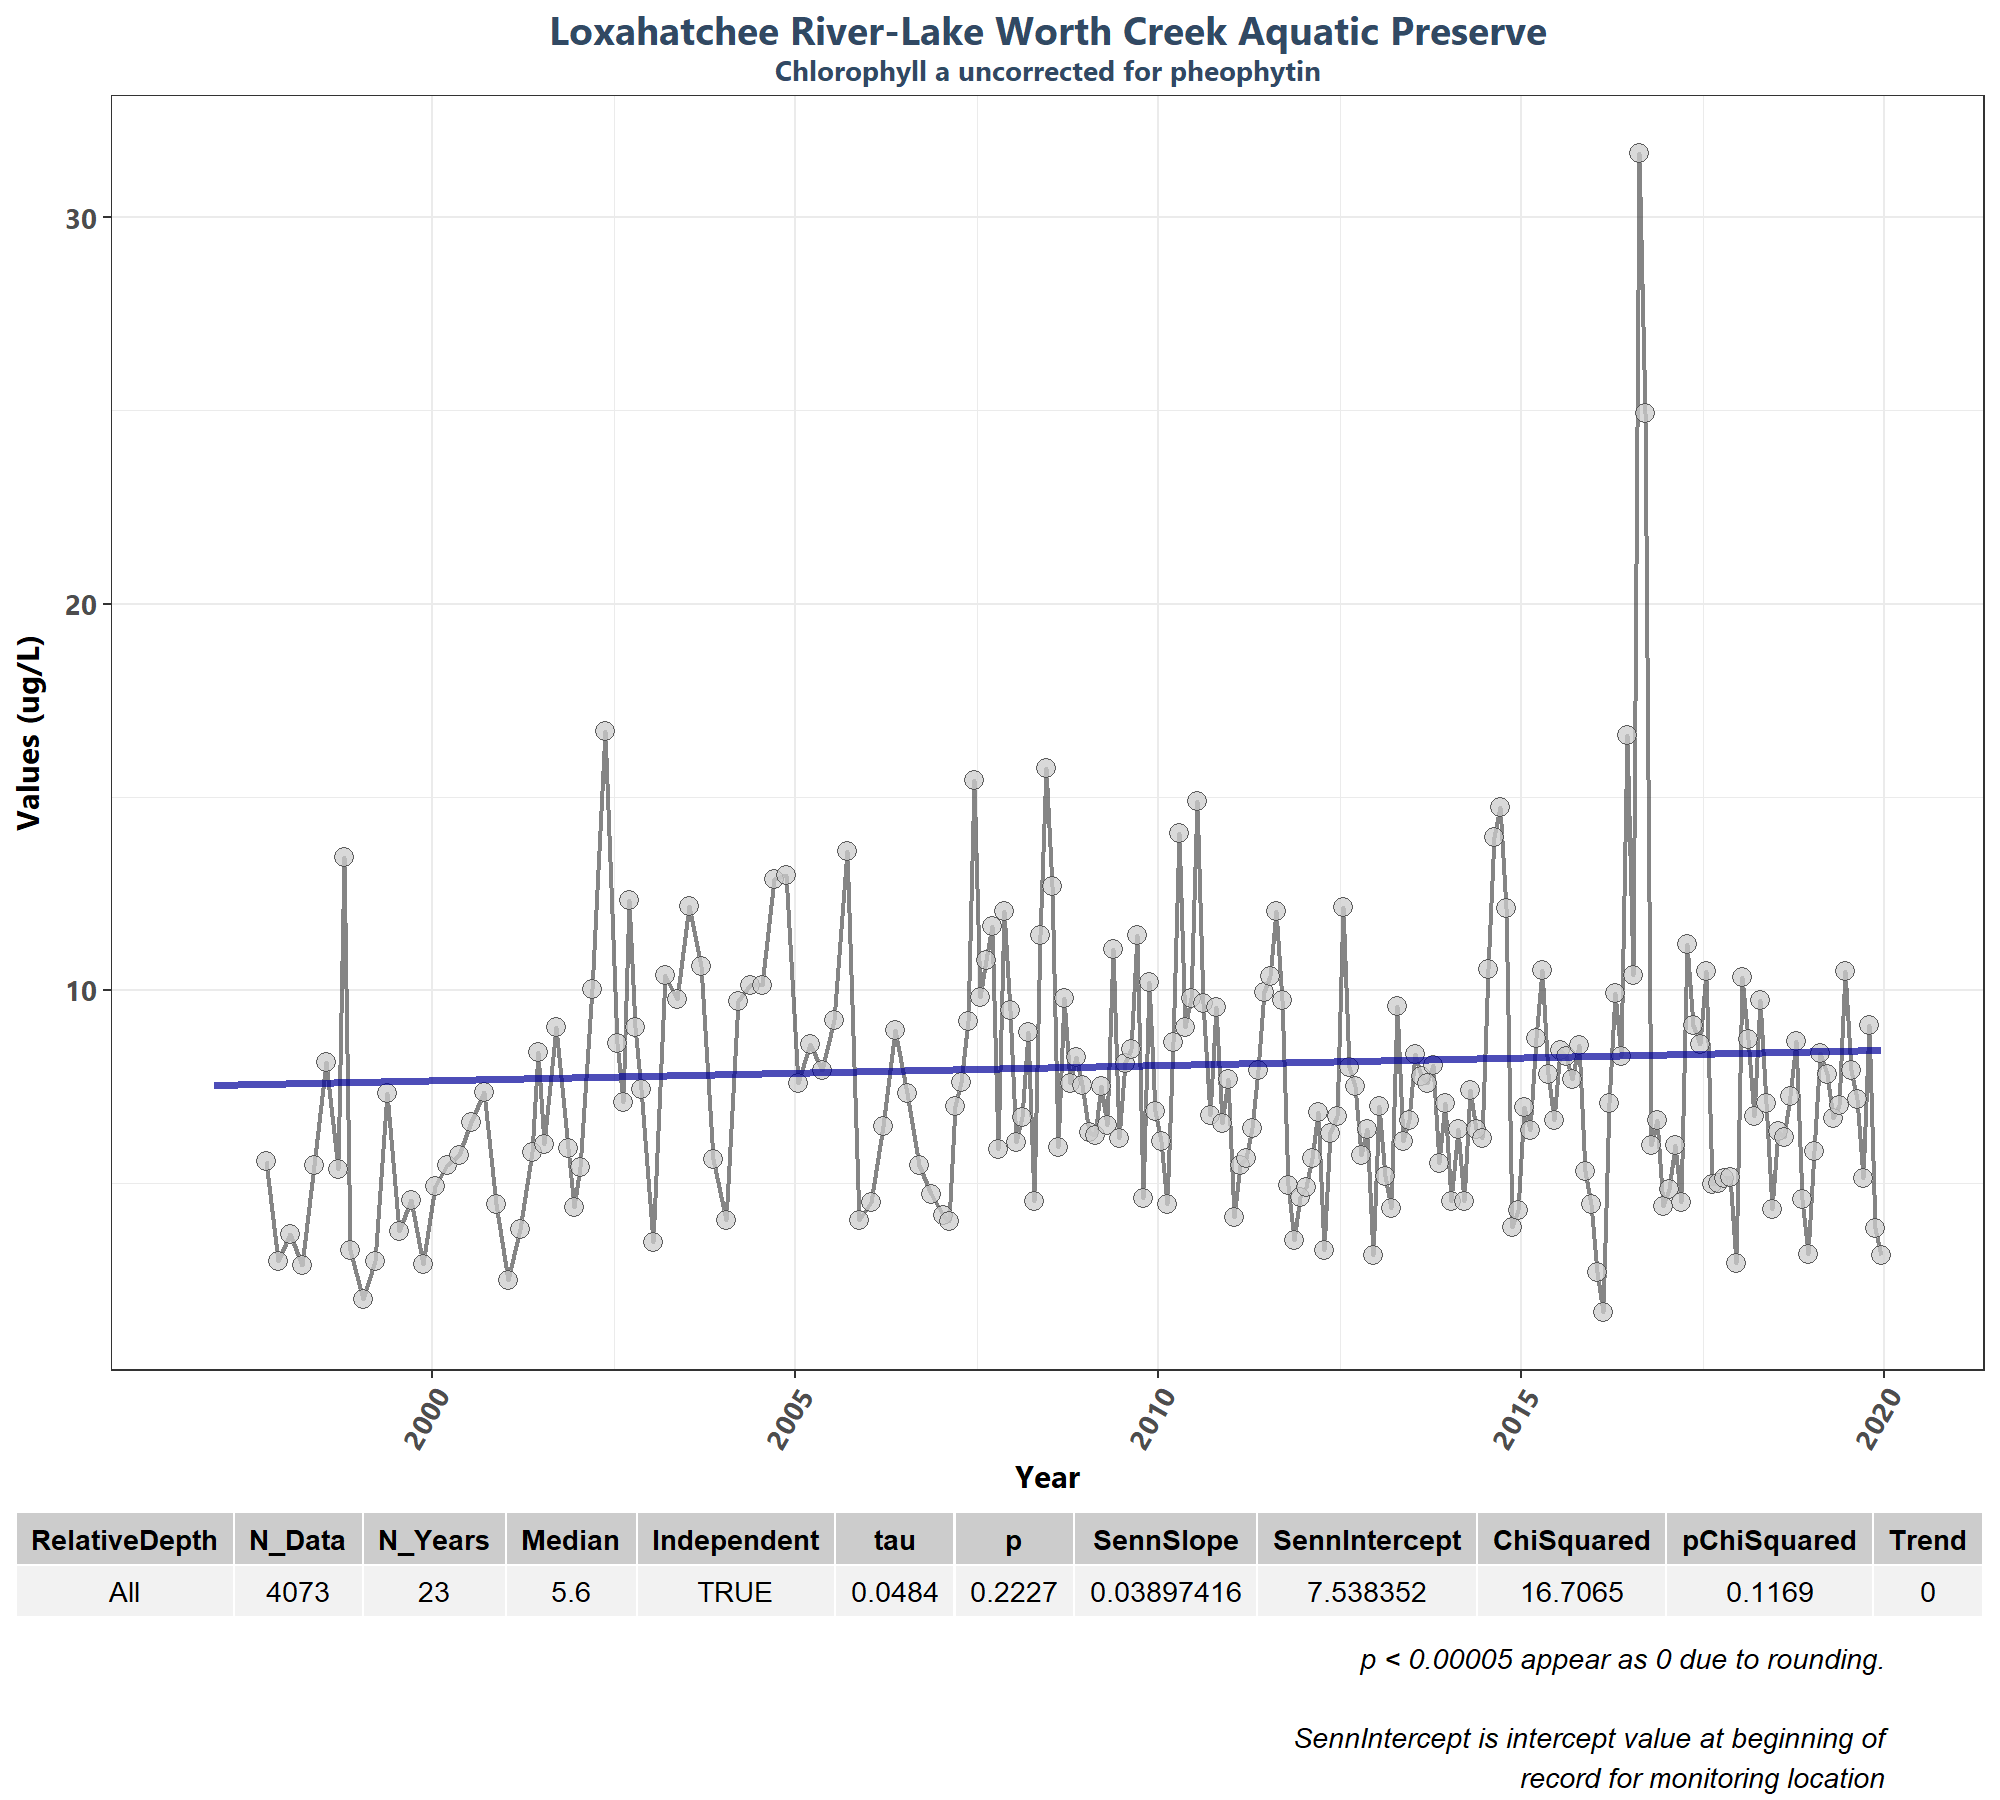 Loxahatchee River-Lake Worth Creek Aquatic Preserve
Chlorophyll a uncorrected for pheophytin
Values (ug/L)
30
20
10
2000
2005
2010
2015
2020
Year
RelativeDepth N_Data N_Years Median Independent tau p SennSlope SennIntercept ChiSquared pChiSquared Trend
All 4073 23 5.6 TRUE 0.0484 0.2227 0.03897416 7.538352 16.7065 0.1169 0
p < 0.00005 appear as 0 due to rounding.
SennIntercept is intercept value at beginning of
record for monitoring location